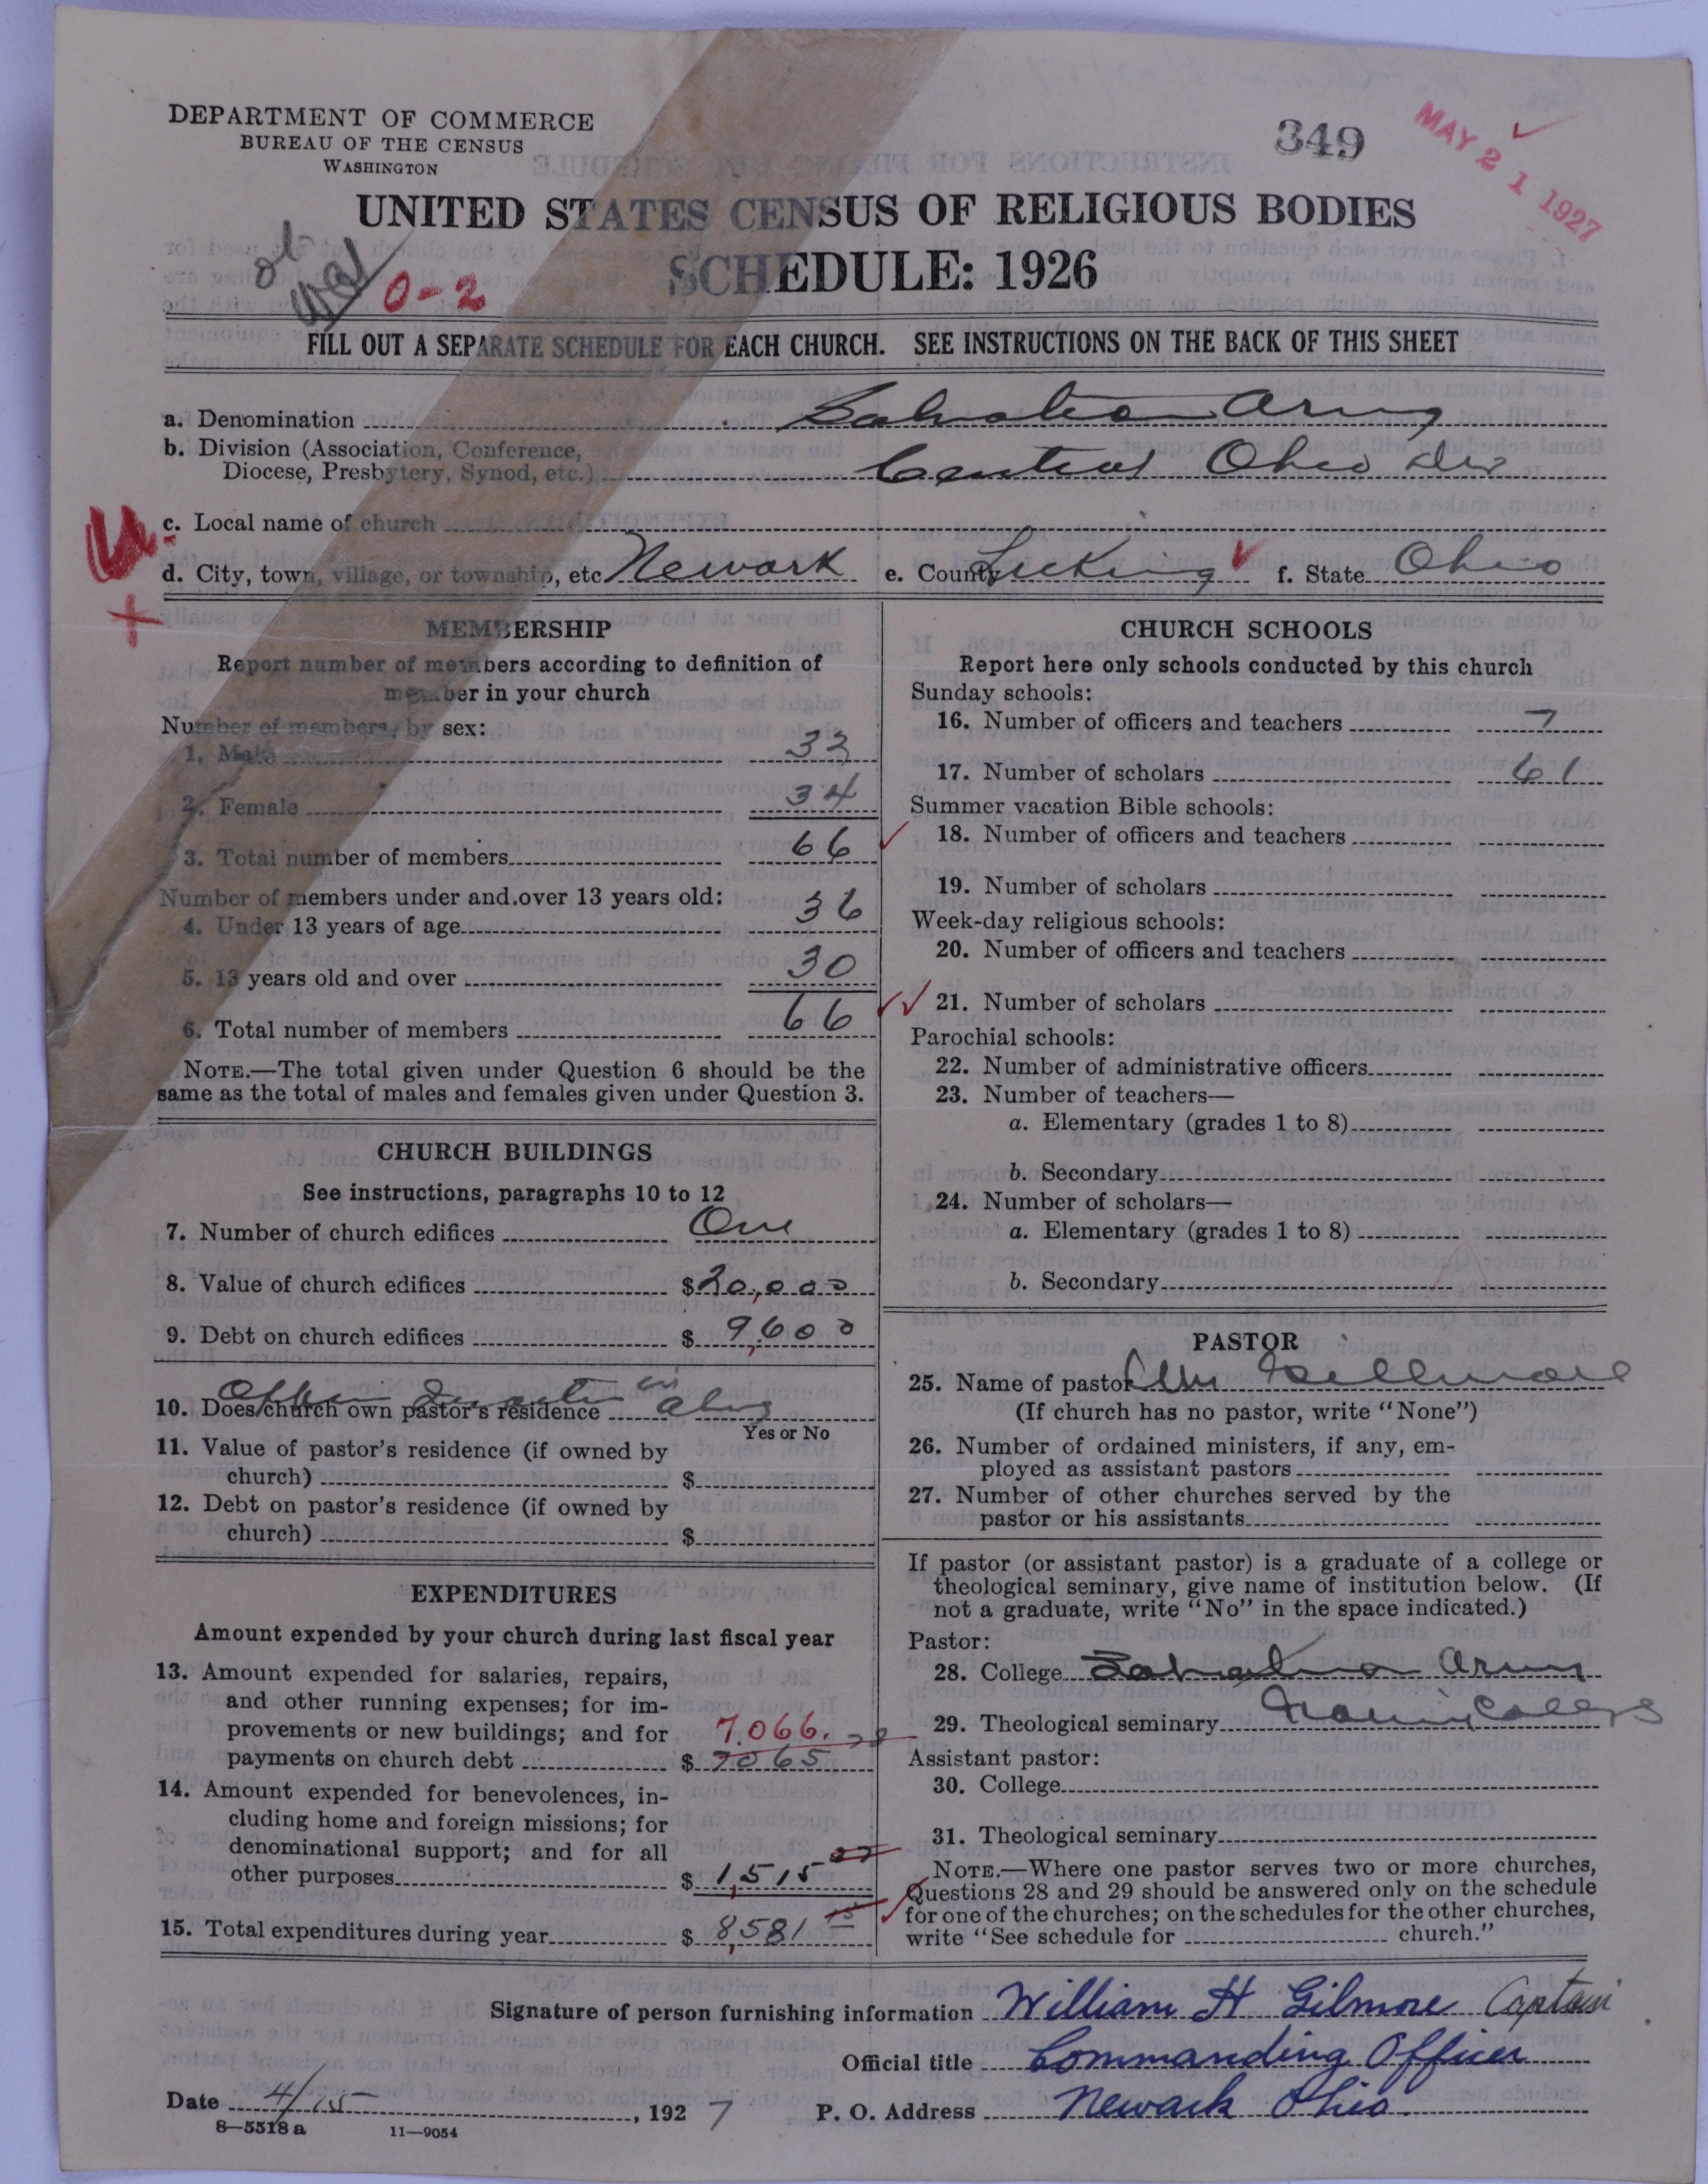 DEPARTMENT OF COMMERCE
BUREAU OF THE CENSUS
WASHINGTON
349
MAY 21 1927
UNITED STATES CENSUS OF RELIGIOUS BODIES
SCHEDULE: 1926
0-2
FILL OUT A SEPARATE SCHEDULE FOR EACH CHURCH. SEE INSTRUCTIONS ON THE BACK OF THIS SHEET
a. Denomination Salvation Army
b. Division (Association, Conference,
Diocese, Presbytery, Synod, etc.) Central Ohio Div
c. Local name of church
U
d. City, town, village, or township, etc Newark e. County Licking f. State Ohio
MEMBERSHIP
Report number of members according to definition of
member in your church
Number of members, by sex:
1. Male 33
2. Female 34
3. Total number of members 66
Number of members under and over 13 years old:
4. Under 13 years of age 36
5. 13 years old and over 30
6. Total number of members 66
NOTE.—The total given under Question 6 should be the
same as the total of males and females given under Question 3.
CHURCH BUILDINGS
See instructions, paragraphs 10 to 12
7. Number of church edifices One
8. Value of church edifices $20,000
9. Debt on church edifices $ 9,600
10. Does church own pastor's residence
Yes or No
11. Value of pastor's residence (if owned by
church) $
12. Debt on pastor's residence (if owned by
church) $
EXPENDITURES
Amount expended by your church during last fiscal year
13. Amount expended for salaries, repairs,
and other running expenses; for im-
provements or new buildings; and for 7,066.
payments on church debt $ 7065
14. Amount expended for benevolences, in-
cluding home and foreign missions; for
denominational support; and for all
other purposes $ 1,515
15. Total expenditures during year $ 8,581
CHURCH SCHOOLS
Report here only schools conducted by this church
Sunday schools:
16. Number of officers and teachers 7
17. Number of scholars 61
Summer vacation Bible schools:
18. Number of officers and teachers
19. Number of scholars
Week-day religious schools:
20. Number of officers and teachers
21. Number of scholars
Parochial schools:
22. Number of administrative officers
23. Number of teachers—
a. Elementary (grades 1 to 8)
b. Secondary
24. Number of scholars—
a. Elementary (grades 1 to 8)
b. Secondary
PASTOR
25. Name of pastor Wm
(If church has no pastor, write "None")
26. Number of ordained ministers, if any, em-
ployed as assistant pastors
27. Number of other churches served by the
pastor or his assistants
If pastor (or assistant pastor) is a graduate of a college or
theological seminary, give name of institution below. (If
not a graduate, write "No" in the space indicated.)
Pastor:
28. College Salvation Army
29. Theological seminary Training College
Assistant pastor:
30. College
31. Theological seminary
NOTE.—Where one pastor serves two or more churches,
Questions 28 and 29 should be answered only on the schedule
for one of the churches; on the schedules for the other churches,
write "See schedule for church."
Signature of person furnishing information William H Gilmore Captain
Official title Commanding Officer
Date 4/15, 1927 P. O. Address Newark Ohio
8—5518 a 11—9054